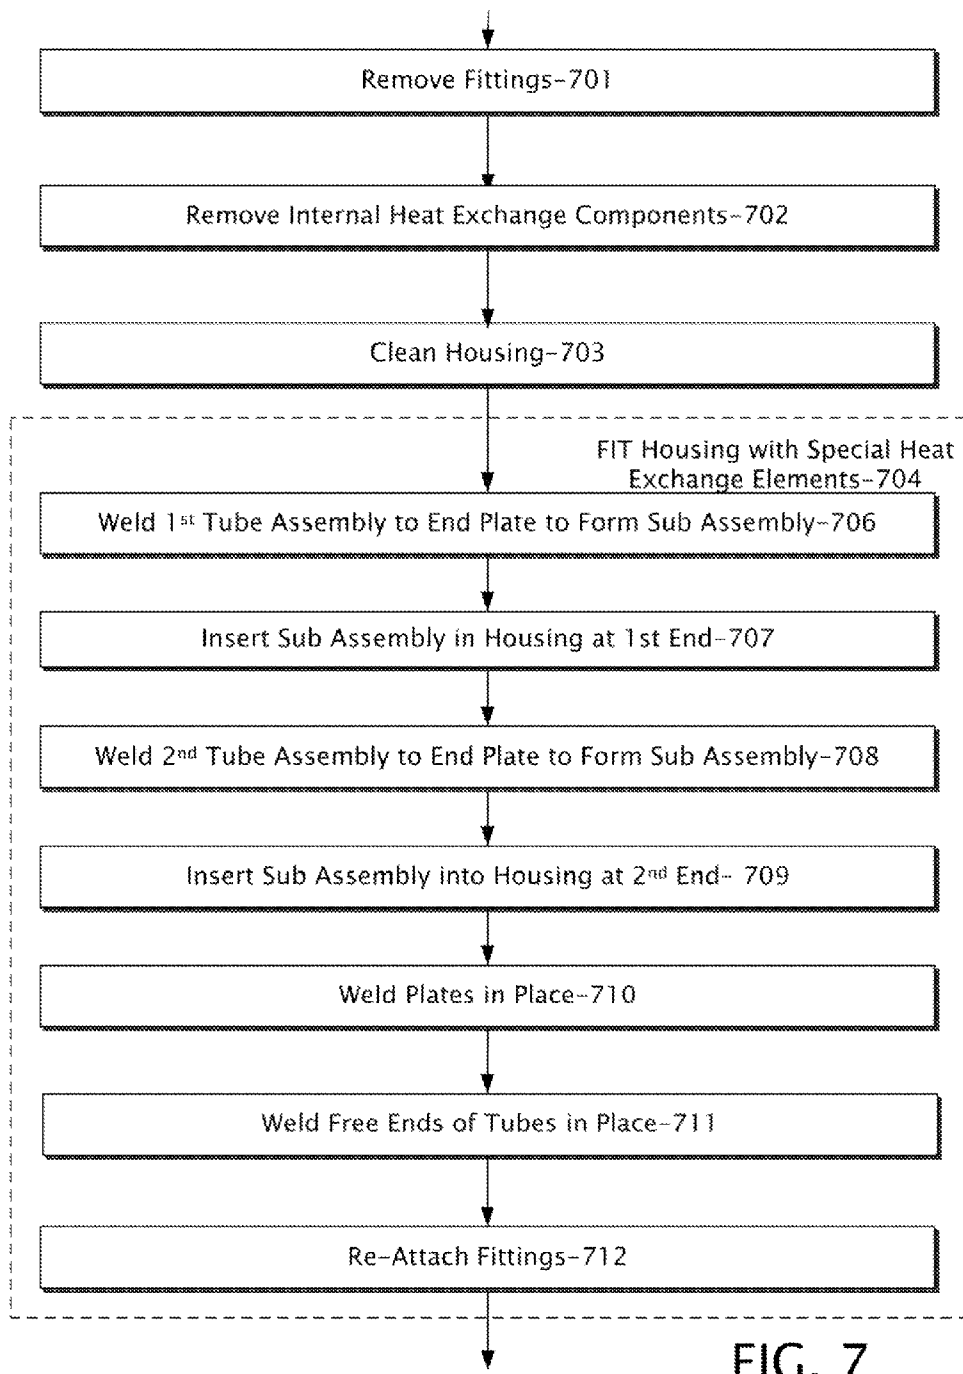 Remove Fittings-701
Remove Internal Heat Exchange Components-702
Clean Housing-703
FIT Housing with Special Heat
Exchange Elements-704
Weld 1st Tube Assembly to End Plate to Form Sub Assembly-706
Insert Sub Assembly in Housing at 1st End-707
Weld 2nd Tube Assembly to End Plate to Form Sub Assembly-708
Insert Sub Assembly into Housing at 2nd End- 709
Weld Plates in Place-710
Weld Free Ends of Tubes in Place-711
Re-Attach Fittings-712
FIG. 7